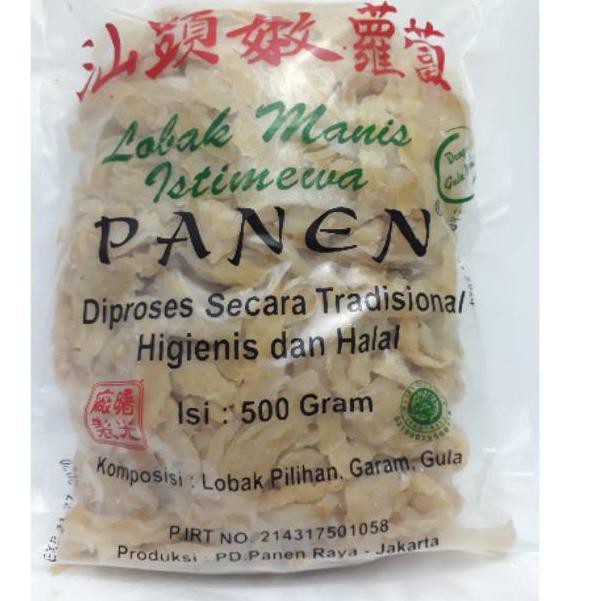 汕頭嫩蘿蔔
Lobak Manis
Istimewa
PANEN
Diproses Secara Tradisional
Higienis dan Halal
Isi : 500 Gram
Komposisi : Lobak Pilihan, Garam, Gula
P.IRT NO. 214317501058
Produksi : PD.Panen Raya - Jakarta